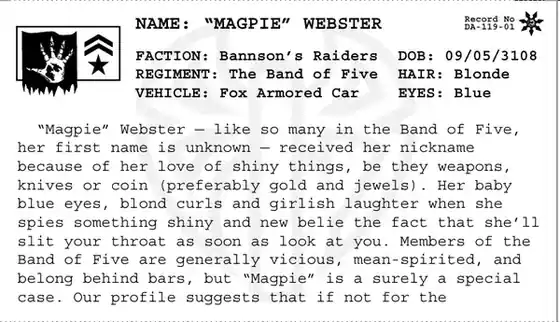 NAME: “MAGPIE” WEBSTER
Record No
DA-119-01
FACTION: Bannson’s Raiders DOB: 09/05/3108
REGIMENT: The Band of Five HAIR: Blonde
VEHICLE: Fox Armored Car EYES: Blue
“Magpie” Webster — like so many in the Band of Five,
her first name is unknown — received her nickname
because of her love of shiny things, be they weapons,
knives or coin (preferably gold and jewels). Her baby
blue eyes, blond curls and girlish laughter when she
spies something shiny and new belie the fact that she’ll
slit your throat as soon as look at you. Members of the
Band of Five are generally vicious, mean-spirited, and
belong behind bars, but “Magpie” is a surely a special
case. Our profile suggests that if not for the